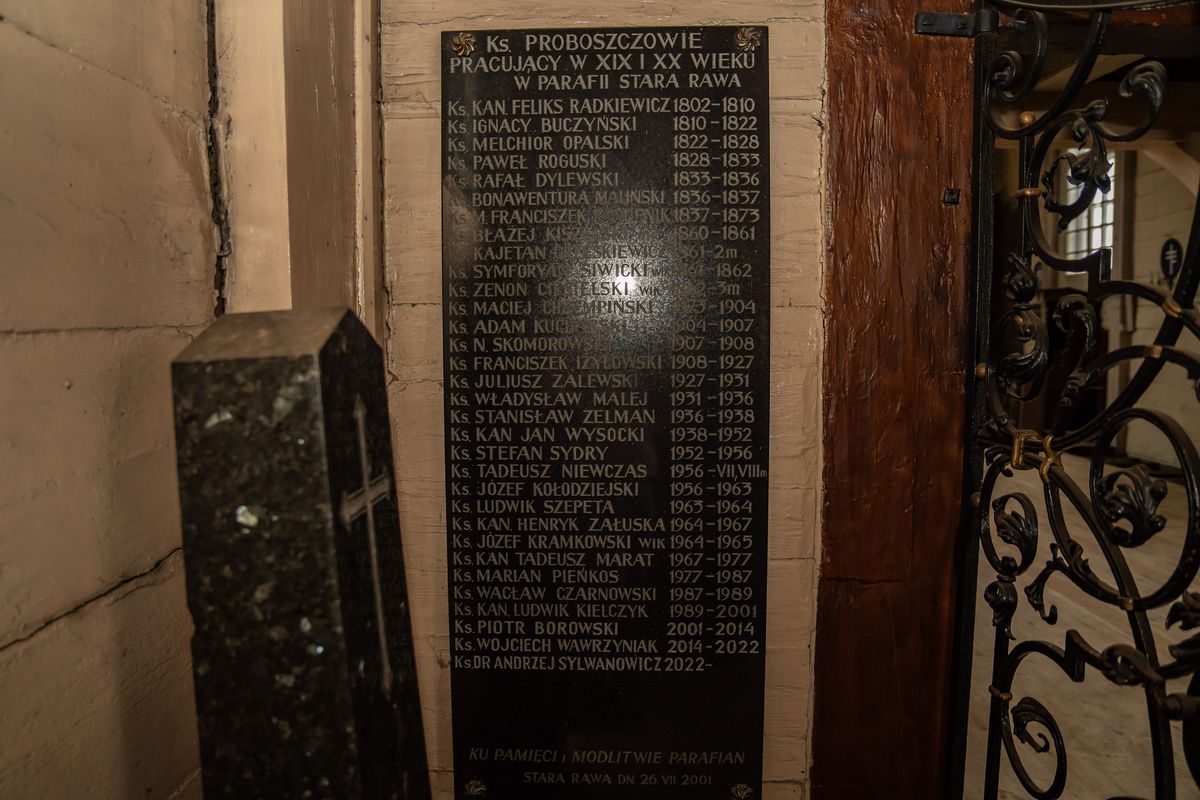 Ks. PROBOSZCZOWIE
PRACUJĄCY W XIX I XX WIEKU
W PARAFII STARA RAWA
Ks. KAN. FELIKS RADKIEWICZ 1802-1810
Ks. IGNACY BUCZYŃSKI 1810-1822
Ks. MELCHIOR OPALSKI 1822-1828
Ks. PAWEŁ ROGUSKI 1828-1833
Ks. RAFAŁ DYLEWSKI 1833-1836
Ks. BONAWENTURA MALIŃSKI 1836-1837
M. FRANCISZEK 1837-1873
BŁAŻEJ 1860-1861
KAJETAN 1861-2m
Ks. SYMFORYAN SIWICKI 1862
Ks. ZENON WIK 3m
Ks. MACIEJ 1904
Ks. ADAM 1904-1907
Ks. N. SKOMOROWSKI 1907-1908
Ks. FRANCISZEK IZYŁOWSKI 1908-1927
Ks. JULIUSZ ZALEWSKI 1927-1931
Ks. WŁADYSŁAW MALEJ 1931-1936
Ks. STANISŁAW ZELMAN 1936-1938
Ks. KAN JAN WYSOCKI 1938-1952
Ks. STEFAN SYDRY 1952-1956
Ks. TADEUSZ NIEWCZAS 1956-VII,VIIIm
Ks. JÓZEF KOŁODZIEJSKI 1956-1963
Ks. LUDWIK SZEPETA 1963-1964
Ks. KAN. HENRYK ZAŁUSKA 1964-1967
Ks. JÓZEF KRAMKOWSKI WIK 1964-1965
Ks. KAN TADEUSZ MARAT 1967-1977
Ks. MARIAN PIEŃKOS 1977-1987
Ks. WACŁAW CZARNOWSKI 1987-1989
Ks. KAN. LUDWIK KIELCZYK 1989-2001
Ks. PIOTR BOROWSKI 2001-2014
Ks. WOJCIECH WAWRZYNIAK 2014-2022
Ks. DR ANDRZEJ SYLWANOWICZ 2022-
KU PAMIĘCI i MODLITWIE PARAFIAN
STARA RAWA DN. 26. VII. 2001